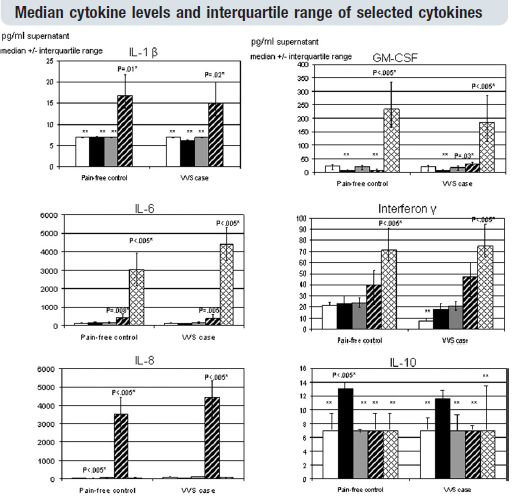 Median cytokine levels and interquartile range of selected cytokines
pg/ml supernatant
median +/- interquartile range
IL-1 β
25
20
15
10
5
0
P=.01*
P=.02*
** ** **
** ** **
Pain-free control
VVS case
pg/ml supernatant
median +/- interquartile range
GM-CSF
400
350
300
250
200
150
100
50
0
P<.005*
P<.005*
** **
** P=.03*
Pain-free control
VVS case
IL-6
6000
5000
4000
3000
2000
1000
0
P<.005*
P<.005*
P=.008*
P=.005*
Pain-free control
VVS case
Interferon γ
100
90
80
70
60
50
40
30
20
10
0
P<.005*
P<.005*
**
Pain-free control
VVS case
IL-8
6000
5000
4000
3000
2000
1000
0
P<.005*
P<.005*
P<.005*
Pain-free control
VVS case
IL-10
16
14
12
10
8
6
4
2
0
P<.005*
**
** ** ** **
** ** **
Pain-free control
VVS case